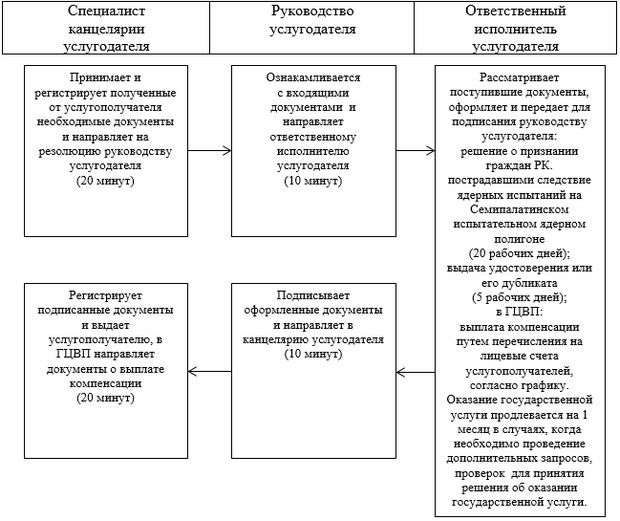 Специалист
канцелярии
услугодателя
Руководство
услугодателя
Ответственный
исполнитель
услугодателя
Принимает и
регистрирует полученные
от услугополучателя
необходимые документы
и направляет на
резолюцию руководству
услугодателя
(20 минут)
Ознакамливается
с входящими
документами и
направляет
ответственному
исполнителю
услугодателя
(10 минут)
Рассматривает
поступившие документы,
оформляет и передает для
подписания руководству
услугодателя:
решение о признании
граждан РК.
пострадавшими следствие
ядерных испытаний на
Семипалатинском
испытательном ядерном
полигоне
(20 рабочих дней);
выдача удостоверения или
его дубликата
(5 рабочих дней);
в ГЦВП:
выплата компенсации
путем перечисления на
лицевые счета
услугополучателей,
согласно графику.
Оказание государственной
услуги продлевается на 1
месяц в случаях, когда
необходимо проведение
дополнительных запросов,
проверок для принятия
решения об оказании
государственной услуги.
Подписывает
оформленные документы
и направляет в
канцелярию услугодателя
(10 минут)
Регистрирует
подписанные документы
и выдает
услугополучателю, в
ГЦВП направляет
документы о выплате
компенсации
(20 минут)